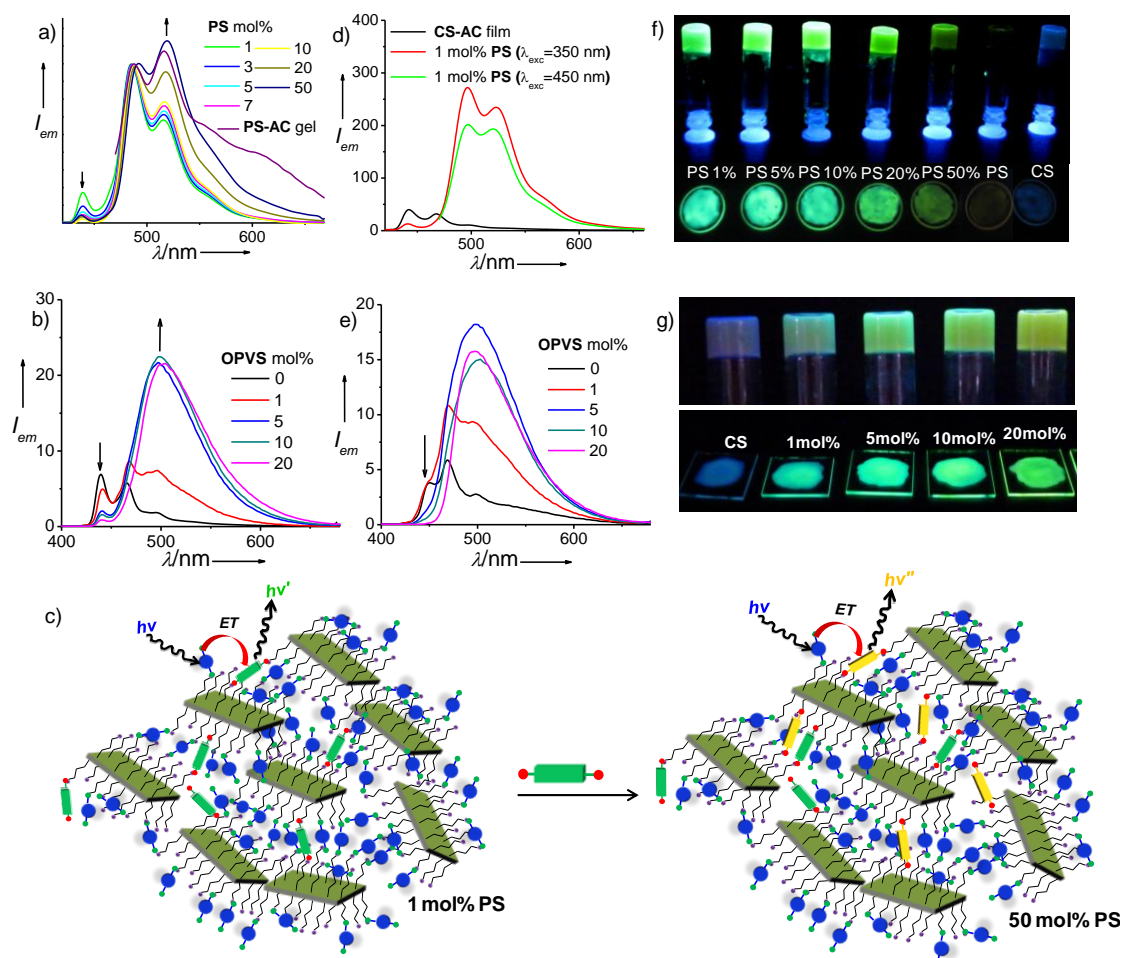 a)
PS mol%
1 10
3 20
5 50
7
PS-AC gel
I_em
500 600
λ/nm
d)
CS-AC film
1 mol% PS (λ_exc=350 nm)
1 mol% PS (λ_exc=450 nm)
400
300
200
100
0
I_em
500 600
λ/nm
f)
PS 1% PS 5% PS 10% PS 20% PS 50% PS CS
b)
OPVS mol%
0
1
5
10
20
30
20
10
0
I_em
400 500 600
λ/nm
e)
OPVS mol%
0
1
5
10
20
20
15
10
5
0
I_em
400 500 600
λ/nm
g)
CS 1mol% 5mol% 10mol% 20mol%
c)
hν ET hν'
1 mol% PS
hν ET hν"
50 mol% PS